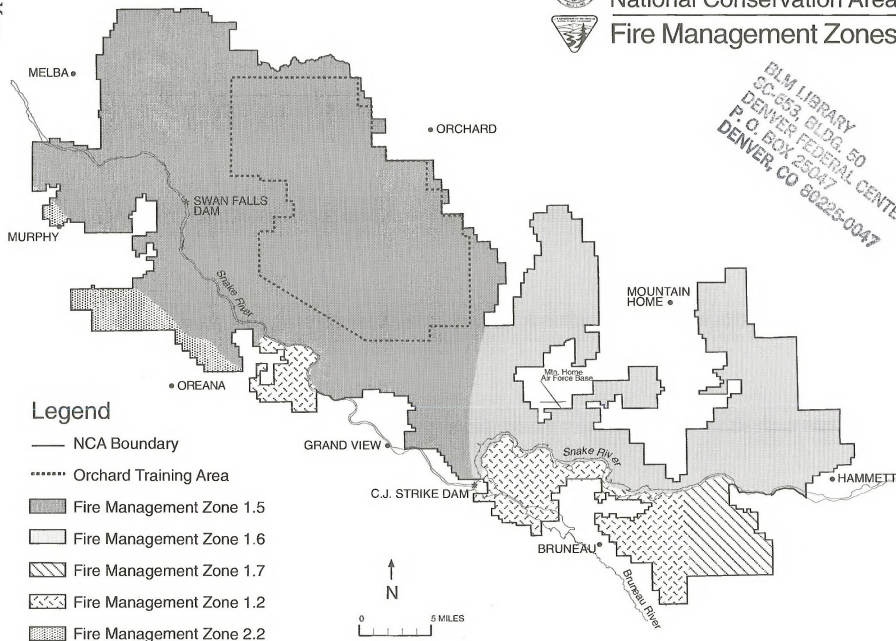 National Conservation Area
Fire Management Zones
BLM LIBRARY
SC-653, BLDG. 50
DENVER FEDERAL CENTE
P. O. BOX 25047
DENVER, CO 80225-0047
MELBA
ORCHARD
SWAN FALLS
DAM
MURPHY
Snake River
MOUNTAIN
HOME
Mtn. Home
Air Force Base
OREANA
GRAND VIEW
Snake River
C.J. STRIKE DAM
HAMMETT
BRUNEAU
Bruneau River
Legend
NCA Boundary
Orchard Training Area
Fire Management Zone 1.5
Fire Management Zone 1.6
Fire Management Zone 1.7
Fire Management Zone 1.2
Fire Management Zone 2.2
N
0 5 MILES